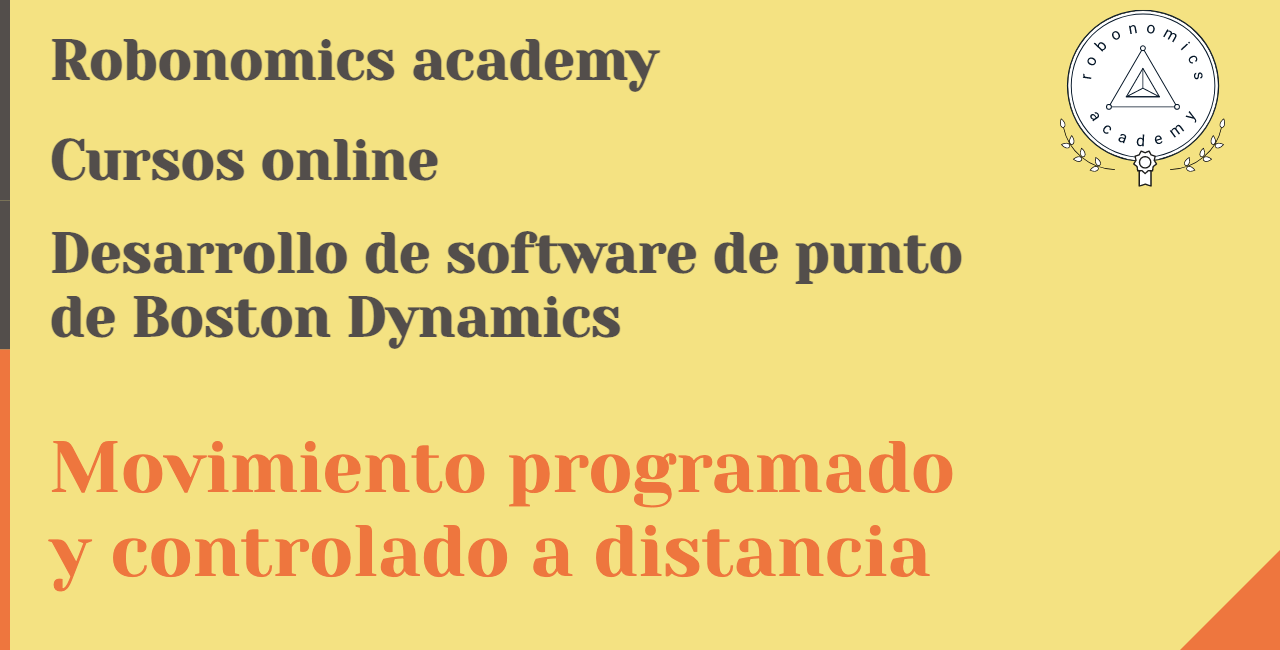 Robonomics academy
Cursos online
Desarrollo de software de punto
de Boston Dynamics
Movimiento programado
y controlado a distancia
robonomics
academy